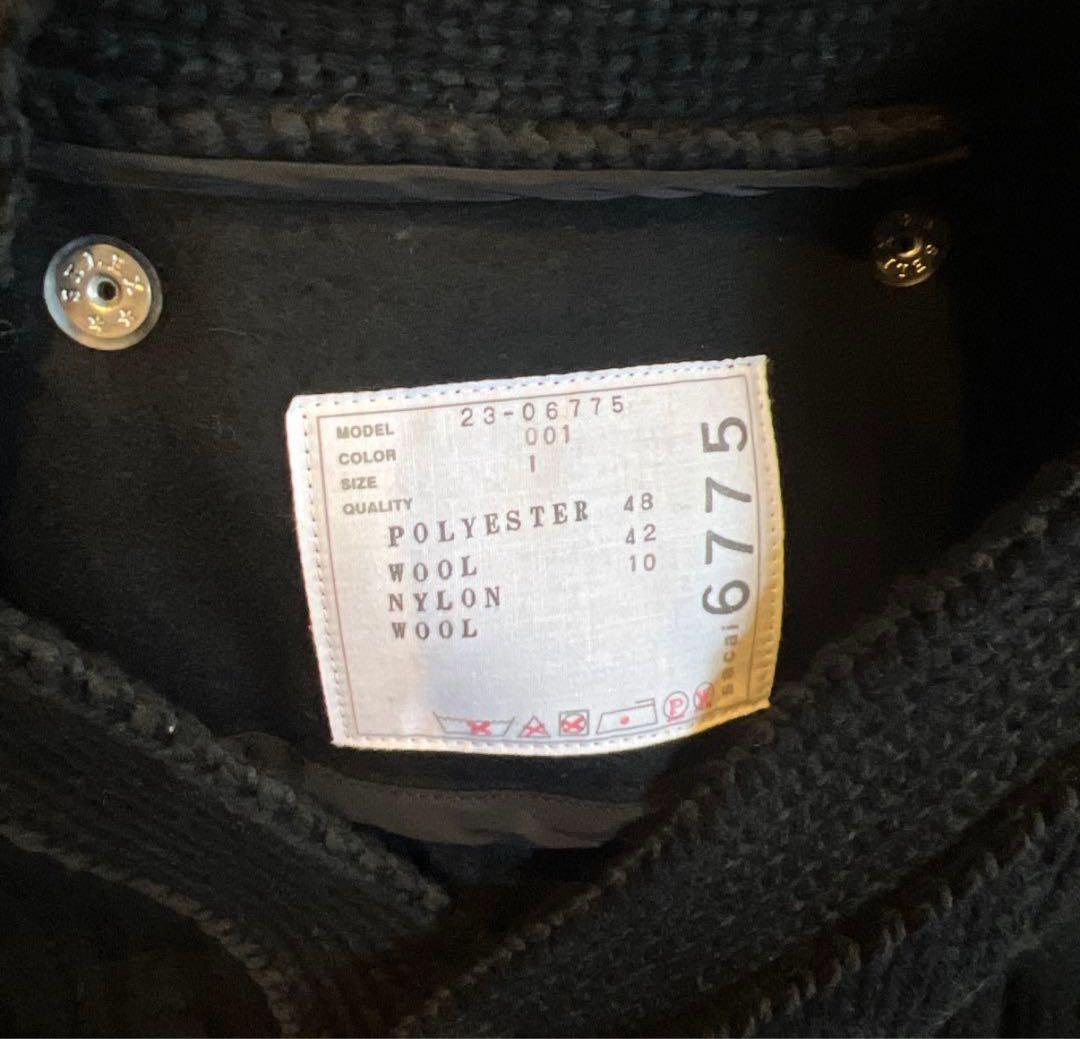 MODEL 23-06775
COLOR 001
SIZE 1
QUALITY
POLYESTER 48
WOOL 42
NYLON 10
WOOL
sacai 6775
P